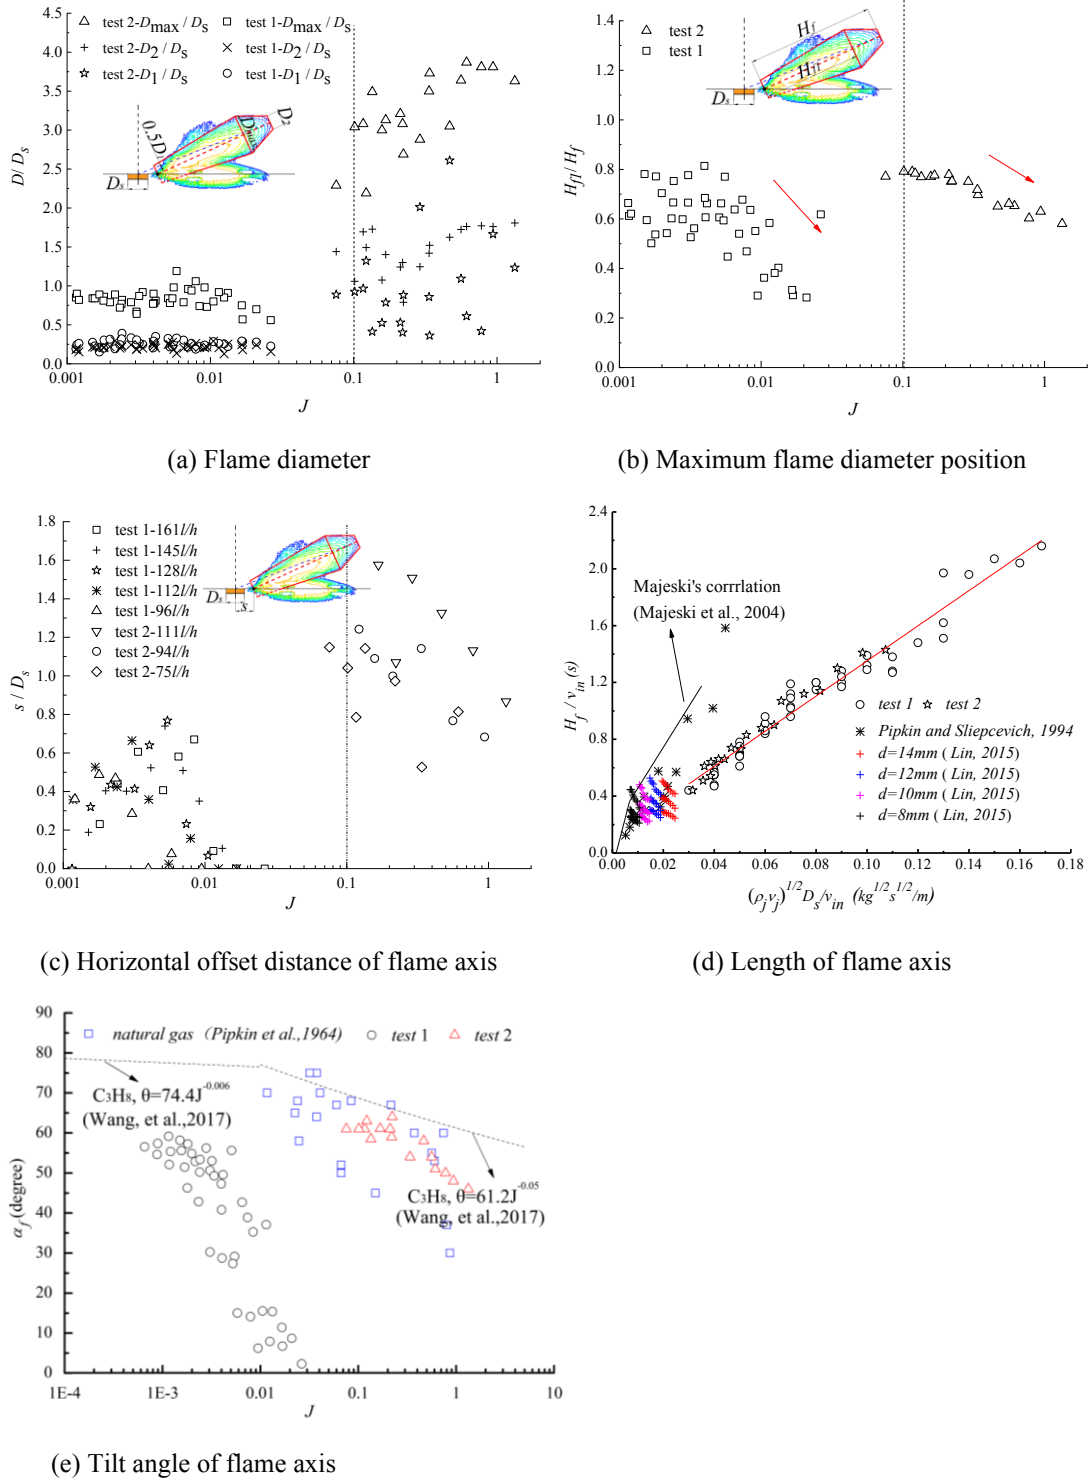 test 2-Dmax/Ds
test 1-Dmax/Ds
test 2-D2/Ds
test 1-D2/Ds
test 2-D1/Ds
test 1-D1/Ds
4.5
4.0
3.5
3.0
2.5
2.0
1.5
1.0
0.5
0.0
D/Ds
0.5D1
Dmax
D2
Ds
0.001
0.01
0.1
1
J
(a) Flame diameter
test 2
test 1
1.4
1.2
1.0
0.8
0.6
0.4
0.2
0.0
Hf1/Hf
Hf
Hf1
Ds
0.001
0.01
0.1
1
J
(b) Maximum flame diameter position
test 1-161l/h
test 1-145l/h
test 1-128l/h
test 1-112l/h
test 1-96l/h
test 2-111l/h
test 2-94l/h
test 2-75l/h
1.8
1.6
1.4
1.2
1.0
0.8
0.6
0.4
0.2
0.0
s/Ds
Ds
s
0.001
0.01
0.1
1
J
(c) Horizontal offset distance of flame axis
2.4
2.0
1.6
1.2
0.8
0.4
0.0
Hf/vin(s)
Majeski's corrrlation
(Majeski et al., 2004)
test 1
test 2
Pipkin and Sliepcevich, 1994
d=14mm ( Lin, 2015)
d=12mm ( Lin, 2015)
d=10mm ( Lin, 2015)
d=8mm ( Lin, 2015)
0.00 0.02 0.04 0.06 0.08 0.10 0.12 0.14 0.16 0.18
(ρjvj)1/2Ds/vin (kg1/2s1/2/m)
(d) Length of flame axis
90
80
70
60
50
40
30
20
10
0
αf(degree)
natural gas (Pipkin et al.,1964)
test 1
test 2
C3H8, θ=74.4J-0.006
(Wang, et al.,2017)
C3H8, θ=61.2J-0.05
(Wang, et al.,2017)
1E-4
1E-3
0.01
0.1
1
10
J
(e) Tilt angle of flame axis